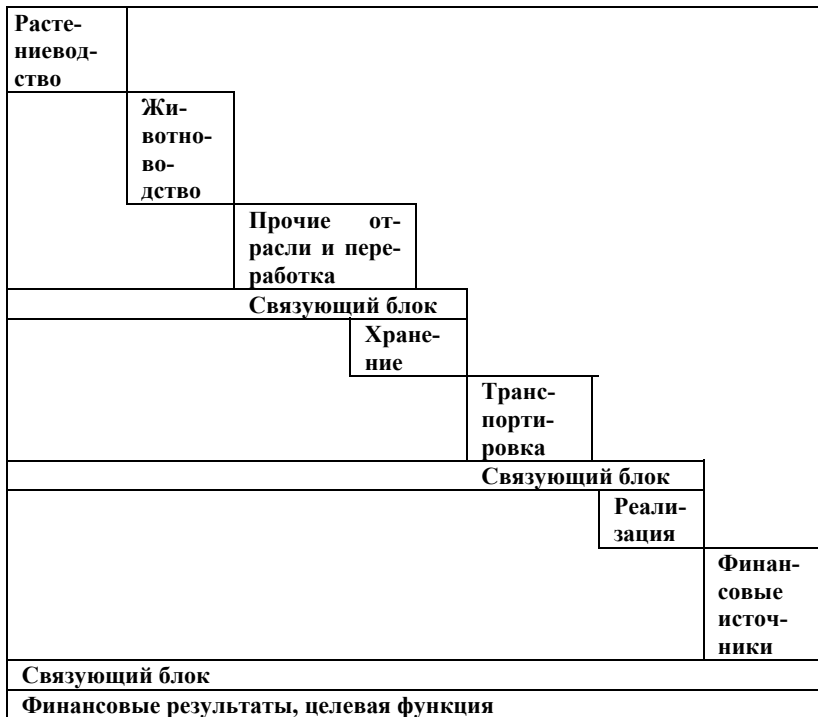 Расте-
ниевод-
ство
Жи-
вотно-
во-
дство
Прочие от-
расли и пере-
работка
Связующий блок
Хране-
ние
Транс-
порти-
ровка
Связующий блок
Реали-
зация
Финан-
совые
источ-
ники
Связующий блок
Финансовые результаты, целевая функция